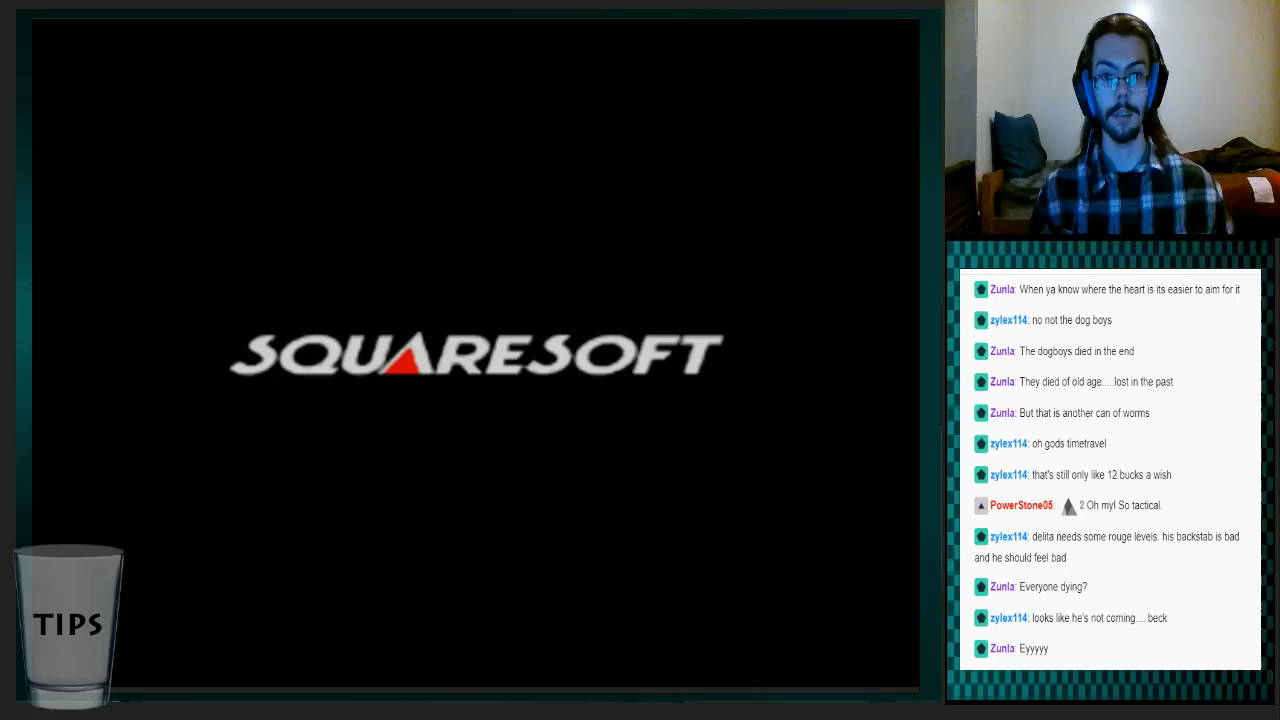 SQUARESOFT
TIPS
Zunla: When ya know where the heart is its easier to aim for it
zylex114: no not the dog boys
Zunla: The dogboys died in the end
Zunla: They died of old age.....lost in the past
Zunla: But that is another can of worms
zylex114: oh gods timetravel
zylex114: that's still only like 12 bucks a wish
PowerStone05: 2 Oh my! So tactical.
zylex114: delita needs some rouge levels. his backstab is bad
and he should feel bad
Zunla: Everyone dying?
zylex114: looks like he's not coming.... beck
Zunla: Eyyyyy